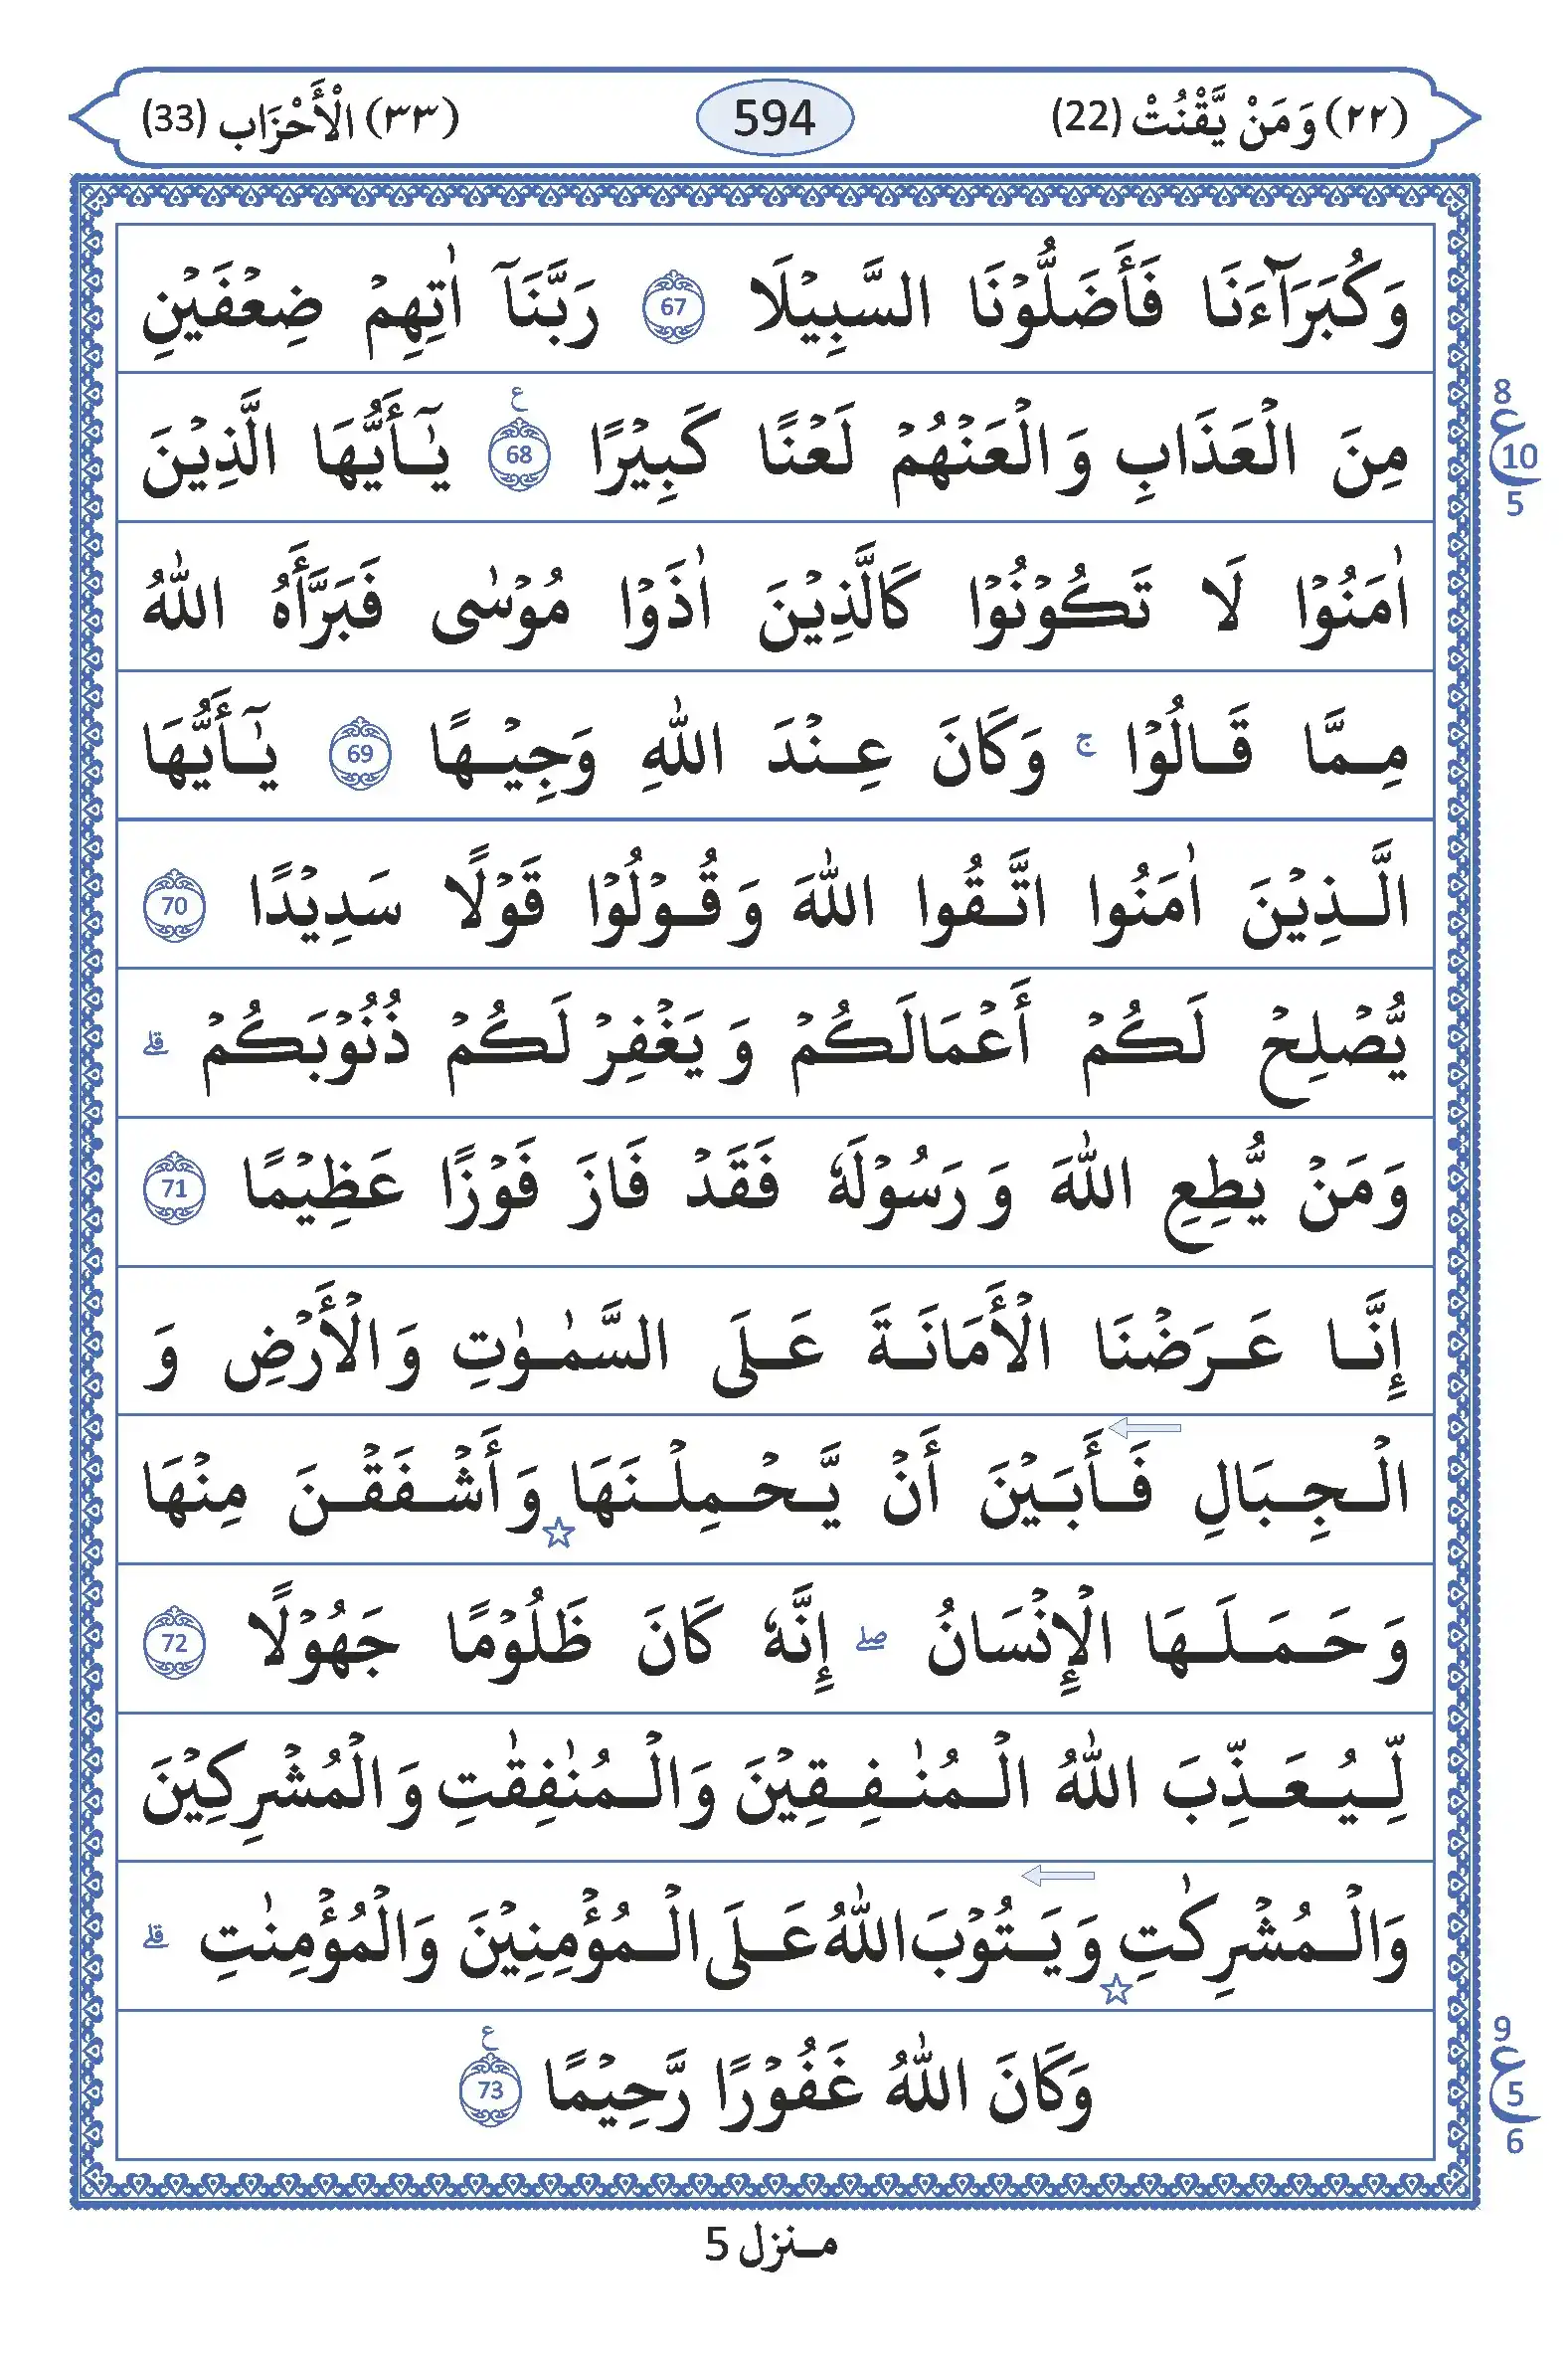 (٢٢) وَمَنْ يَّقْنُتْ (22) 594 (٣٣) الْأَحْزَاب (33)
وَكُبَرَآءَنَا فَأَضَلُّوْنَا السَّبِيْلَا 67 رَبَّنَآ اٰتِهِمْ ضِعْفَيْنِ
8
مِنَ الْعَذَابِ وَالْعَنْهُمْ لَعْنًا كَبِيْرًا ع 68 يٰٓأَيُّهَا الَّذِيْنَ
ع 10
5
اٰمَنُوْا لَا تَكُوْنُوْا كَالَّذِيْنَ اٰذَوْا مُوْسٰى فَبَرَّأَهُ اللّٰهُ
مِمَّا قَالُوْا ج وَكَانَ عِنْدَ اللّٰهِ وَجِيْهًا 69 يٰٓأَيُّهَا
الَّذِيْنَ اٰمَنُوا اتَّقُوا اللّٰهَ وَقُوْلُوْا قَوْلًا سَدِيْدًا 70
يُّصْلِحْ لَكُمْ أَعْمَالَكُمْ وَيَغْفِرْ لَكُمْ ذُنُوْبَكُمْ ۗ
وَمَنْ يُّطِعِ اللّٰهَ وَرَسُوْلَهٗ فَقَدْ فَازَ فَوْزًا عَظِيْمًا 71
إِنَّا عَرَضْنَا الْأَمَانَةَ عَلَى السَّمٰوٰتِ وَالْأَرْضِ وَ
الْجِبَالِ فَأَبَيْنَ أَنْ يَّحْمِلْنَهَا ☆ وَأَشْفَقْنَ مِنْهَا
وَحَمَلَهَا الْإِنْسَانُ ۖ إِنَّهٗ كَانَ ظَلُوْمًا جَهُوْلًا 72
لِّيُعَذِّبَ اللّٰهُ الْمُنٰفِقِيْنَ وَالْمُنٰفِقٰتِ وَالْمُشْرِكِيْنَ
وَالْمُشْرِكٰتِ ☆ وَيَتُوْبَ اللّٰهُ عَلَى الْمُؤْمِنِيْنَ وَالْمُؤْمِنٰتِ ۗ
9
وَكَانَ اللّٰهُ غَفُوْرًا رَّحِيْمًا ع 73
ع 5
6
منزل 5